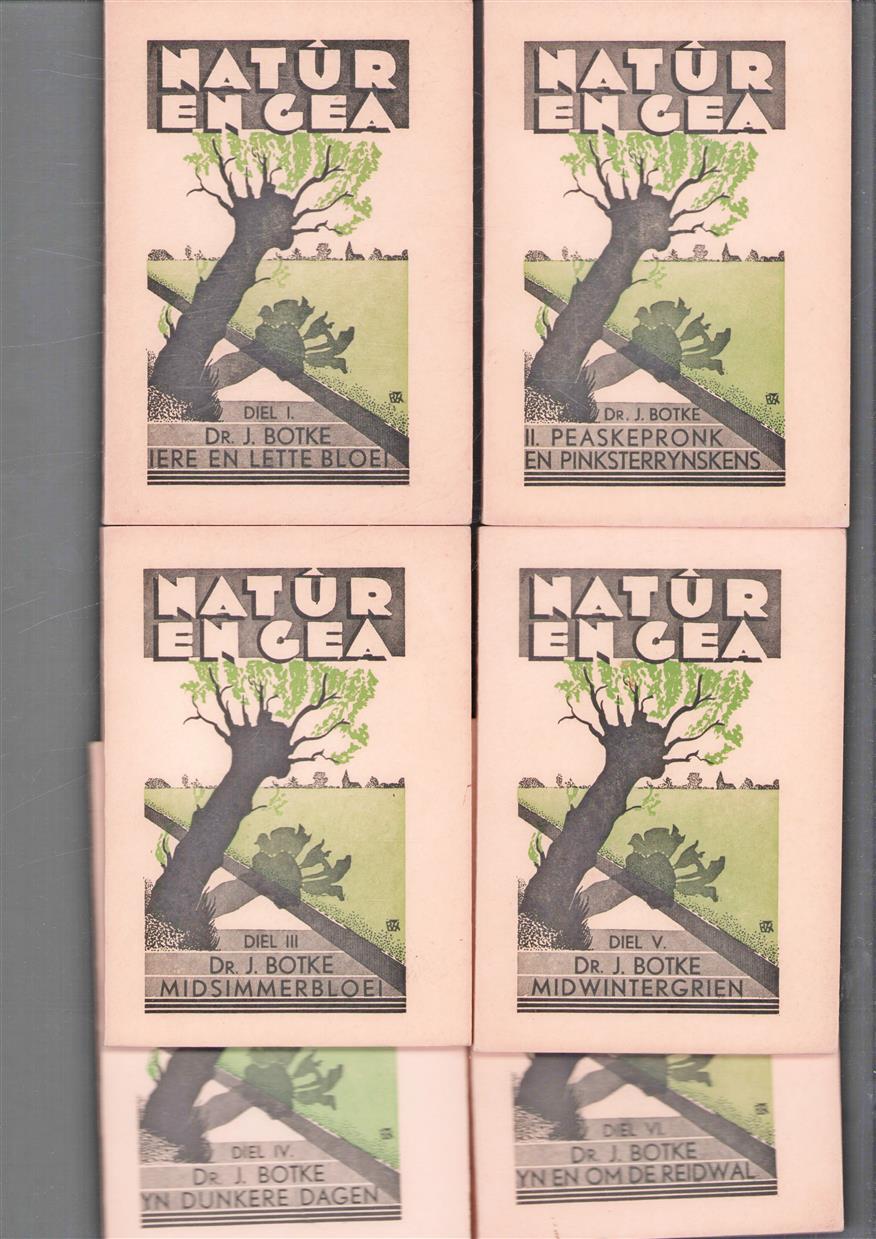 NATÛR
EN GEA
DIEL I.
DR. J. BOTKE
IERE EN LETTE BLOEI
NATÛR
EN GEA
DR. J. BOTKE
II. PEASKEPRONK
EN PINKSTERRYNSKENS
NATÛR
EN GEA
DIEL III
DR. J. BOTKE
MIDSIMMERBLOEI
NATÛR
EN GEA
DIEL V.
DR. J. BOTKE
MIDWINTERGRIEN
DIEL IV.
DR. J. BOTKE
YN DUNKERE DAGEN
DIEL VI.
DR. J. BOTKE
YN EN OM DE REIDWAL